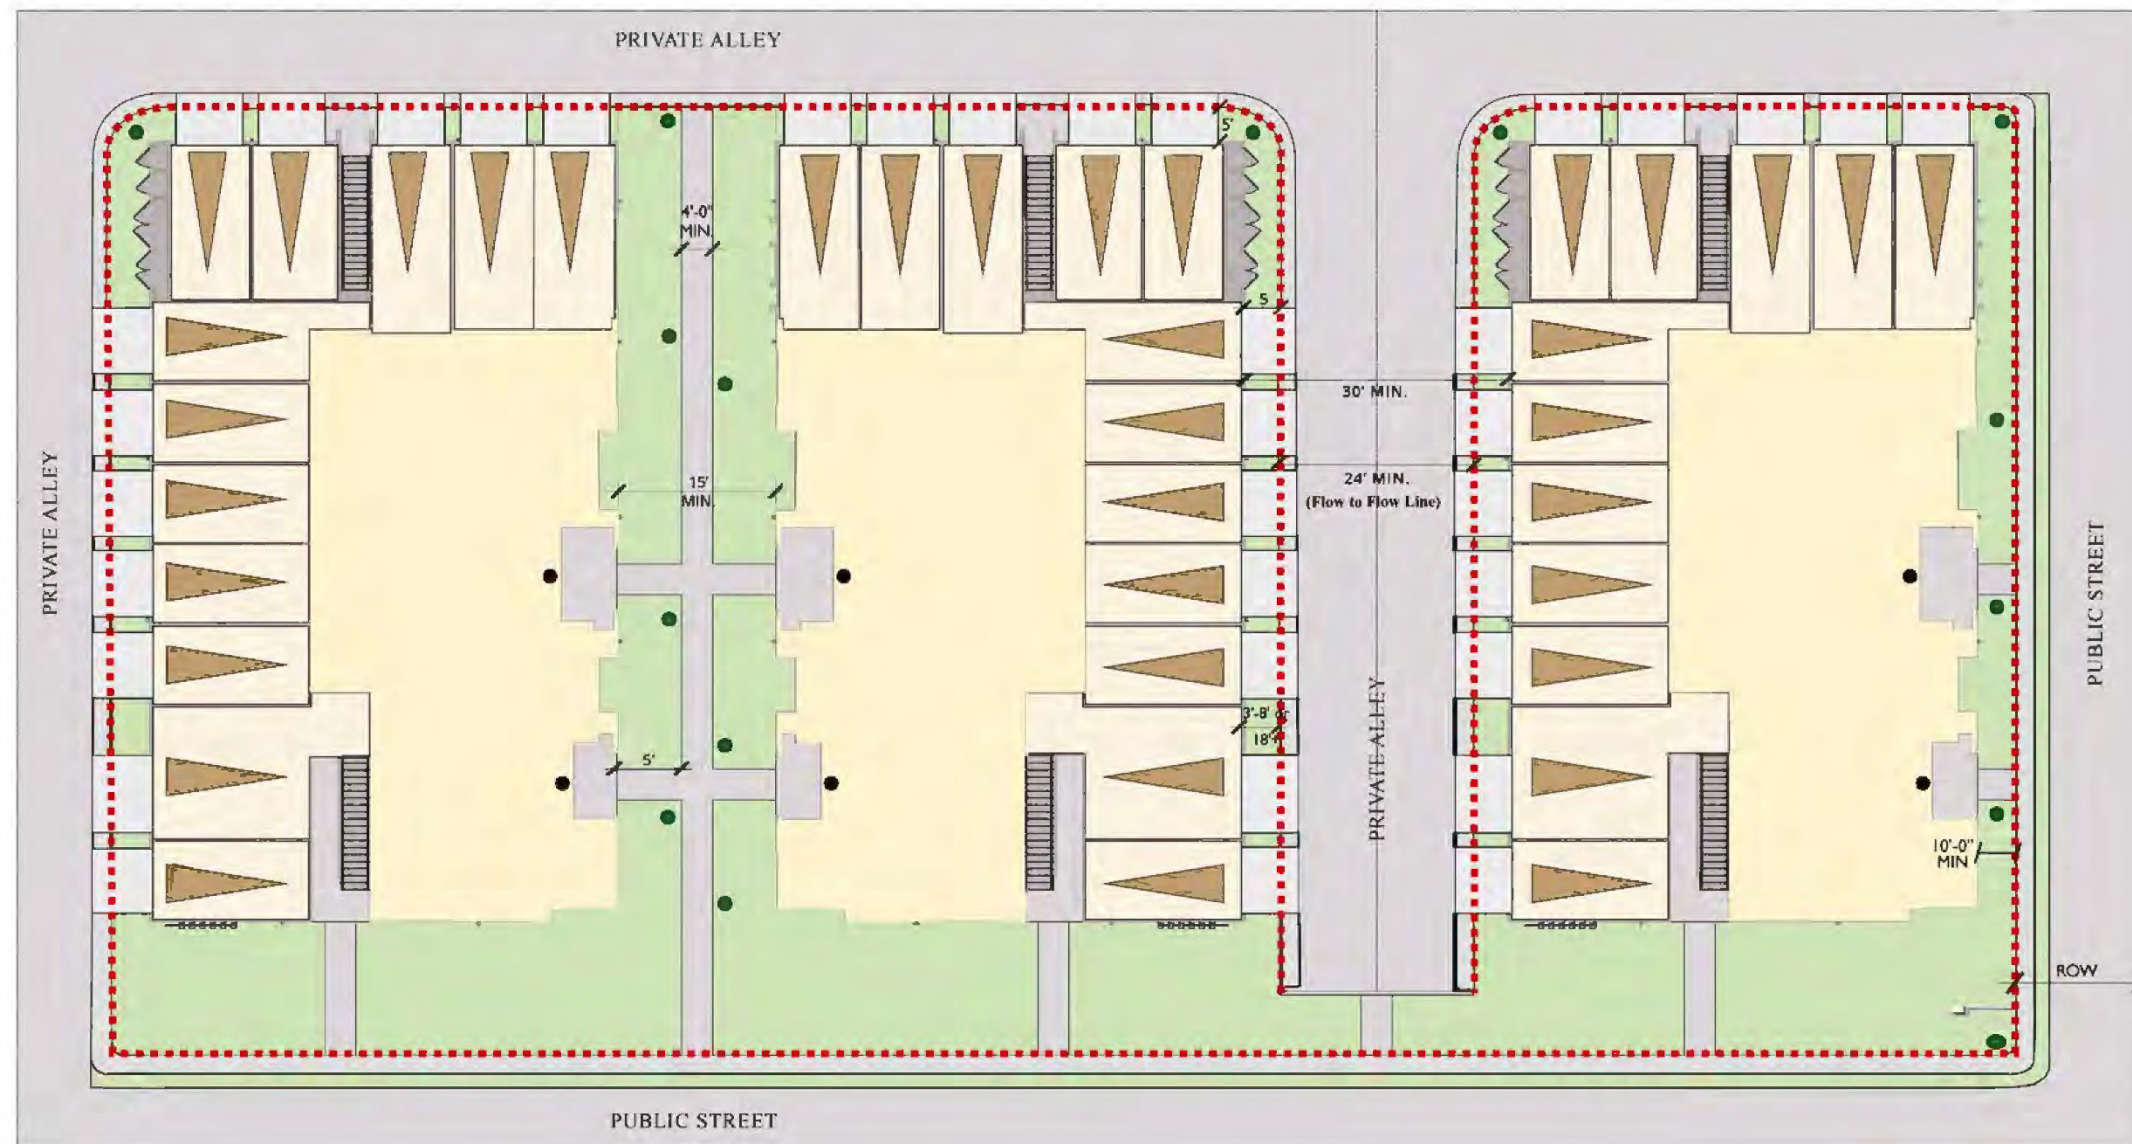 PRIVATE ALLEY
5'
4'-0"
MIN.
5
30' MIN.
PRIVATE ALLEY
15'
MIN.
24' MIN.
(Flow to Flow Line)
PUBLIC STREET
3'-8' or
18'+
PRIVATE ALLEY
5'
10'-0"
MIN
ROW
PUBLIC STREET